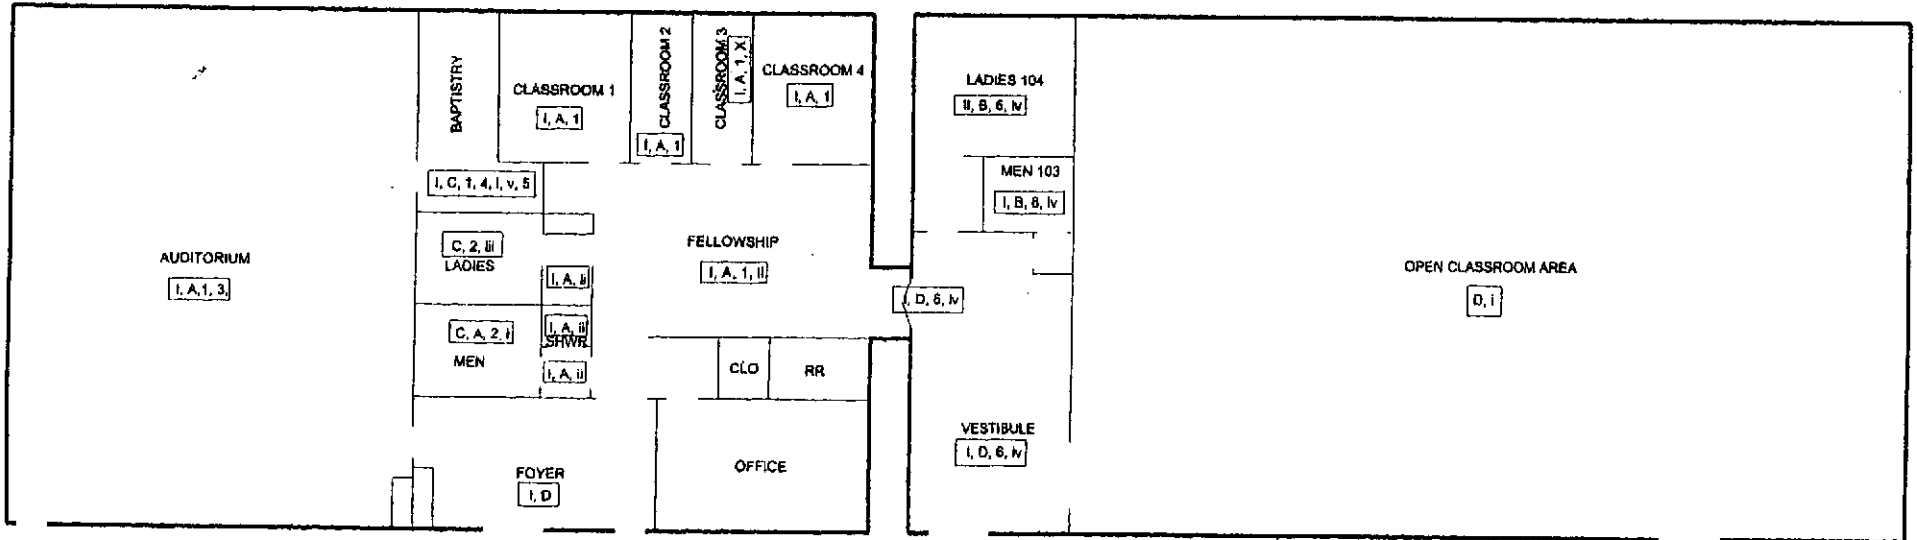 AUDITORIUM
I, A,1, 3,
BAPTISTRY
CLASSROOM 1
I, A, 1
CLASSROOM 2
I, A, 1
CLASSROOM 3
I, A, 1, X
CLASSROOM 4
I, A, 1
I, C, 1, 4, I, v, 5
C, 2, iii
LADIES
I, A, ii
C, A, 2, i
MEN
I, A, ii
SHWR
I, A, ii
FELLOWSHIP
I, A, 1, II
CLO
RR
FOYER
I, D
OFFICE
LADIES 104
II, B, 6, iv
MEN 103
I, B, 6, iv
I, D, 6, iv
VESTIBULE
I, D, 6, iv
OPEN CLASSROOM AREA
D, i